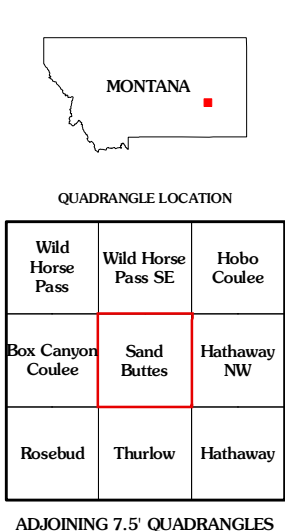 MONTANA
QUADRANGLE LOCATION
Wild
Horse
Pass
Wild Horse
Pass SE
Hobo
Coulee
Box Canyon
Coulee
Sand
Buttes
Hathaway
NW
Rosebud
Thurlow
Hathaway
ADJOINING 7.5' QUADRANGLES